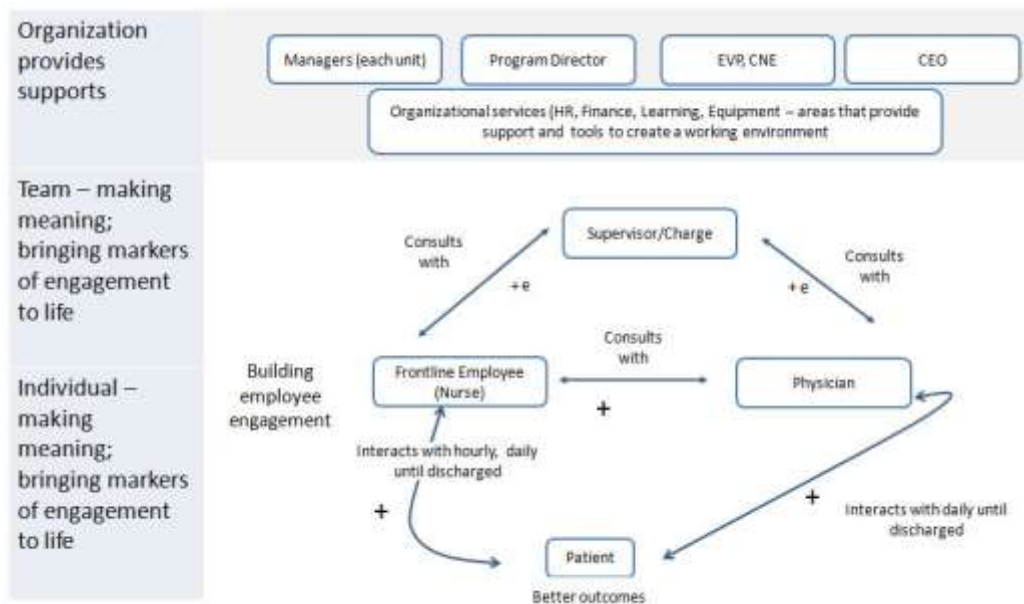 Organization
provides
supports
Managers (each unit)
Program Director
EVP, CNE
CEO
Organizational services (HR, Finance, Learning, Equipment – areas that provide
support and tools to create a working environment
Team – making
meaning;
bringing markers
of engagement
to life
Supervisor/Charge
Consults
with
+ e
Consults
with
+ e
Individual –
making
meaning;
bringing markers
of engagement
to life
Building
employee
engagement
Frontline Employee
(Nurse)
Consults
with
+
Physician
Interacts with hourly, daily
until discharged
+
+
Interacts with daily until
discharged
Patient
Better outcomes